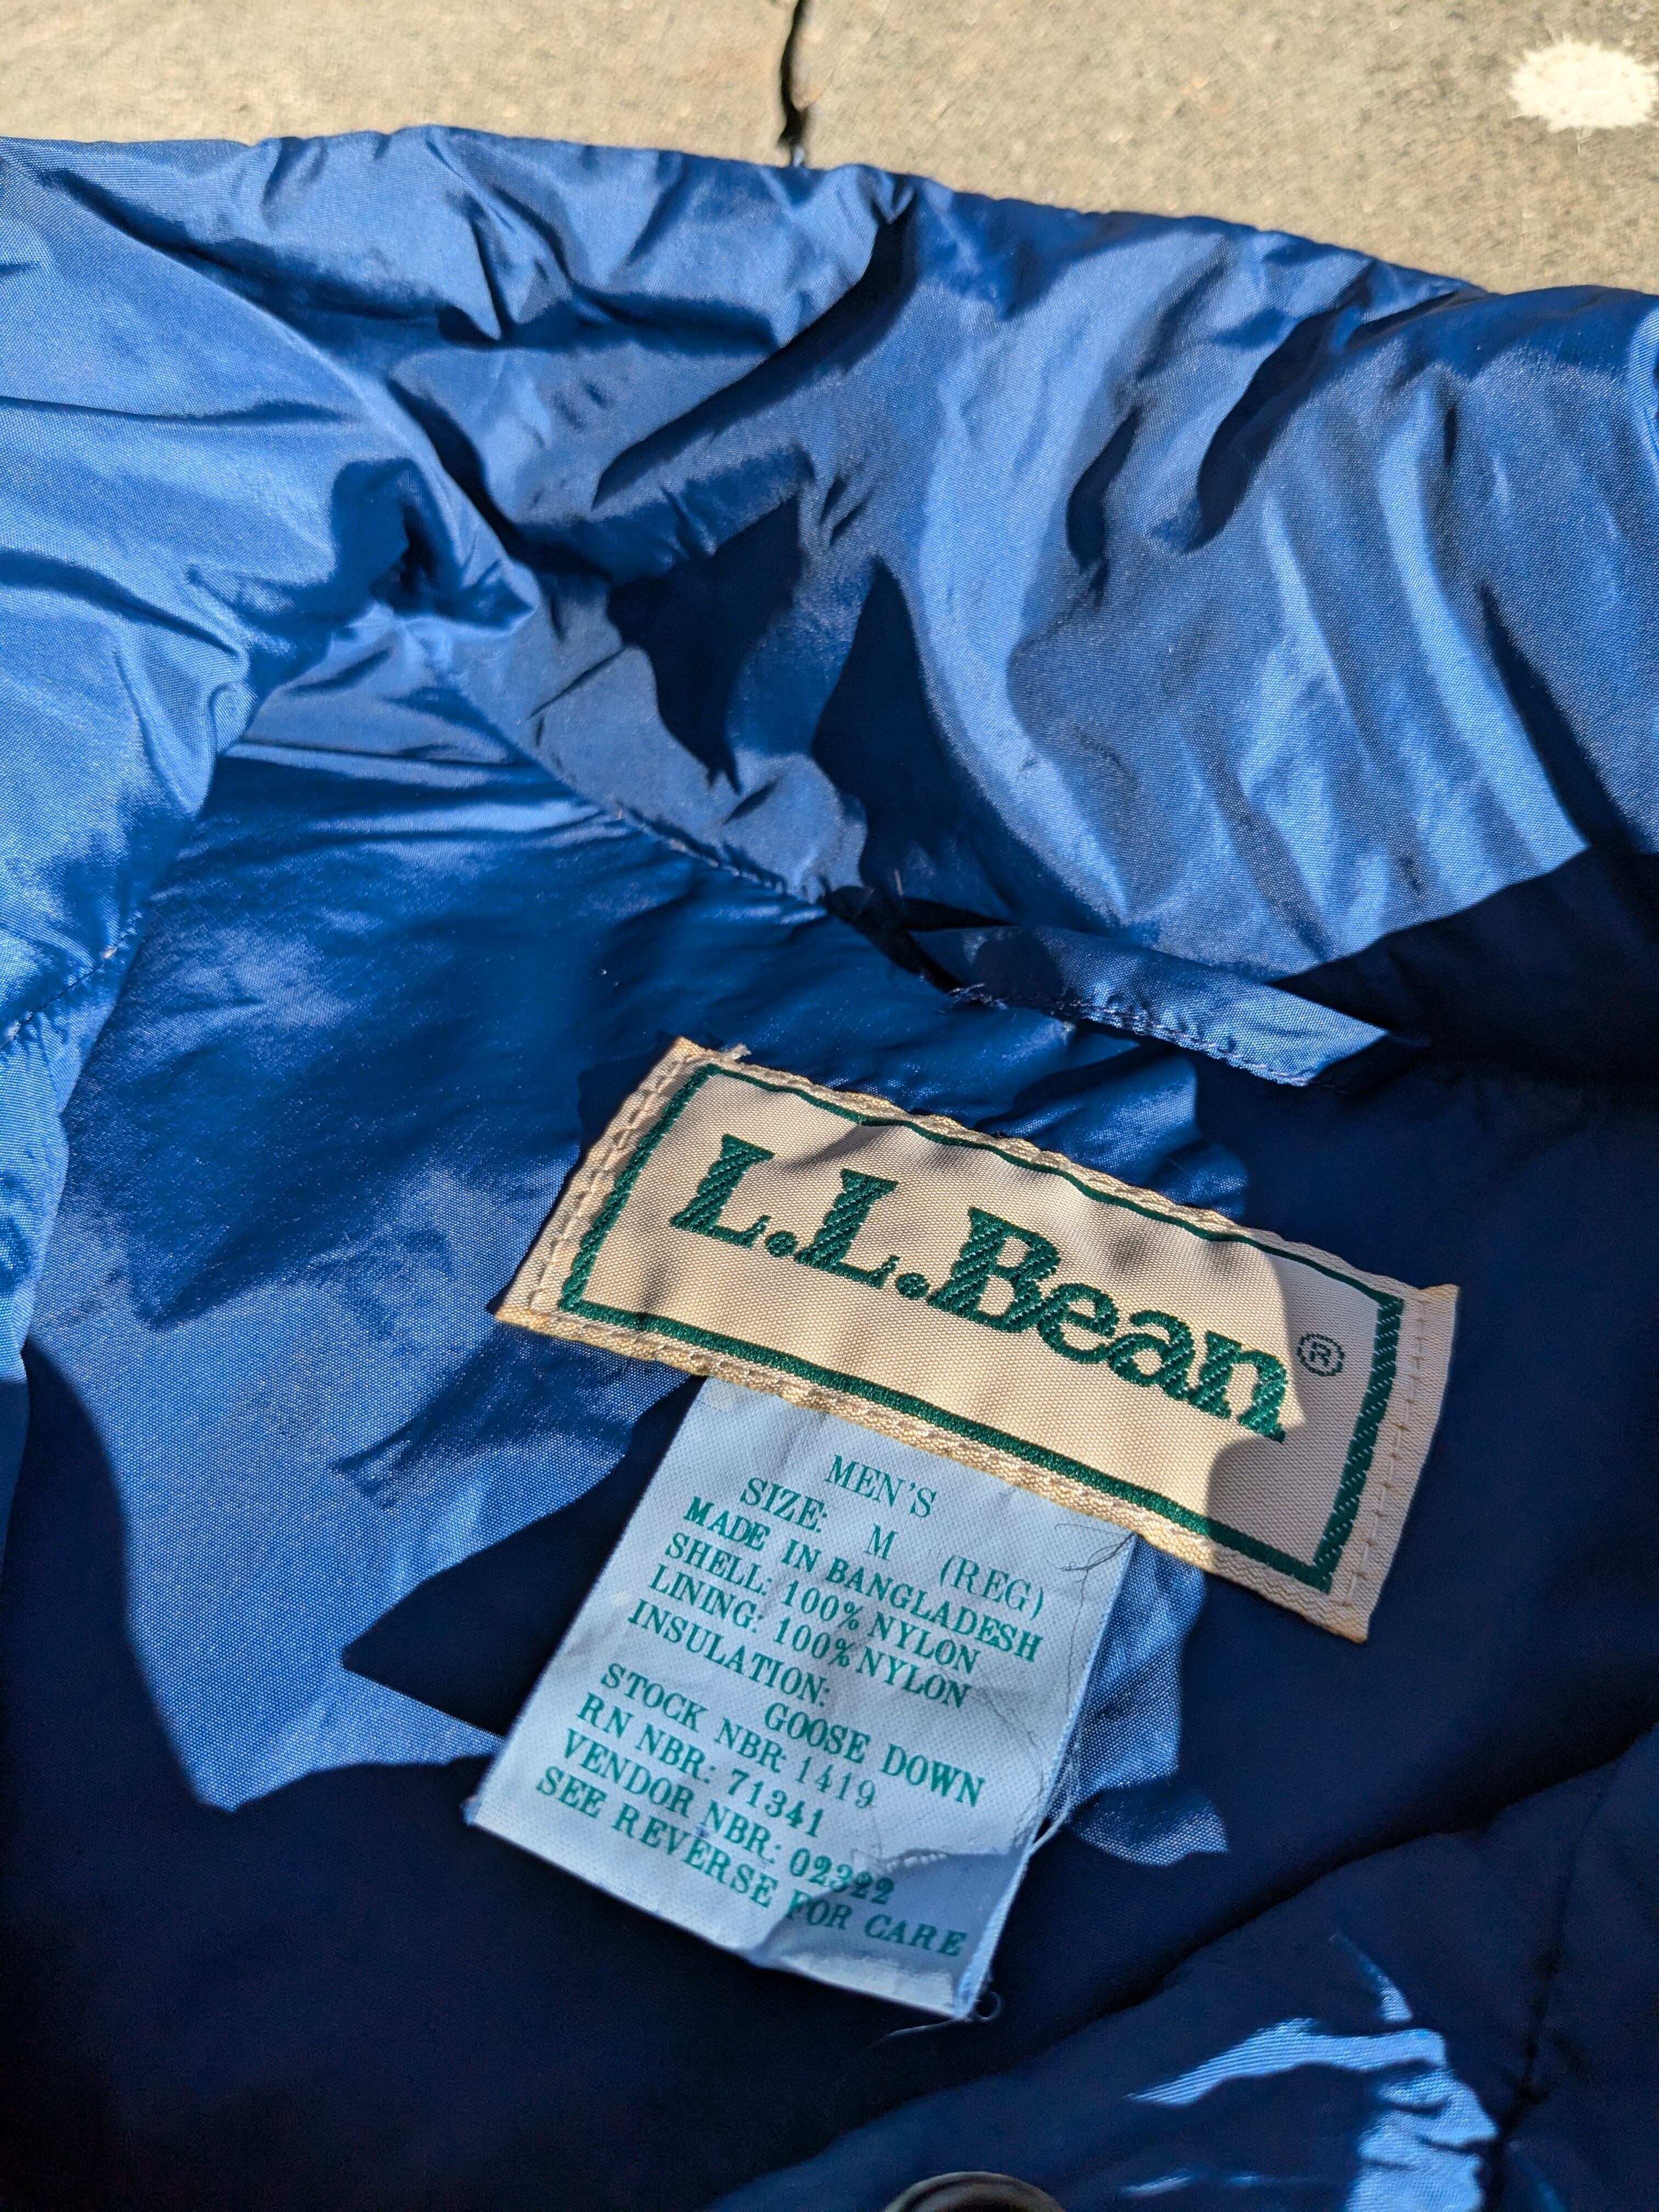 L.L.Bean®
MEN'S
SIZE: M (REG)
MADE IN BANGLADESH
SHELL: 100% NYLON
LINING: 100% NYLON
INSULATION:
GOOSE DOWN
STOCK NBR: 1419
RN NBR: 71341
VENDOR NBR: 02322
SEE REVERSE FOR CARE